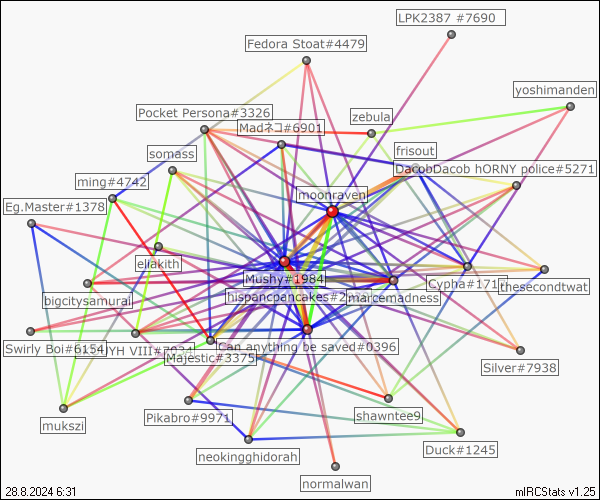 LPK2387 #7690
Fedora Stoat#4479
yoshimanden
Pocket Persona#3326
zebula
Madネコ#6901
frisout
somass
DacobDacob hORNY police#5271
ming#4742
moonraven
Eg.Master#1378
eliakith
Mushy#1984
Cypha#171
thesecondtwat
bigcitysamurai
hispancpancakes#2
marcemadness
Swirly Boi#6154
YH VIII#7034
Can anything be saved#0396
Majestic#3375
Silver#7938
mukszi
Pikabro#9971
shawntee9
neokingghidorah
Duck#1245
normalwan
28.8.2024 6:31
mIRCStats v1.25